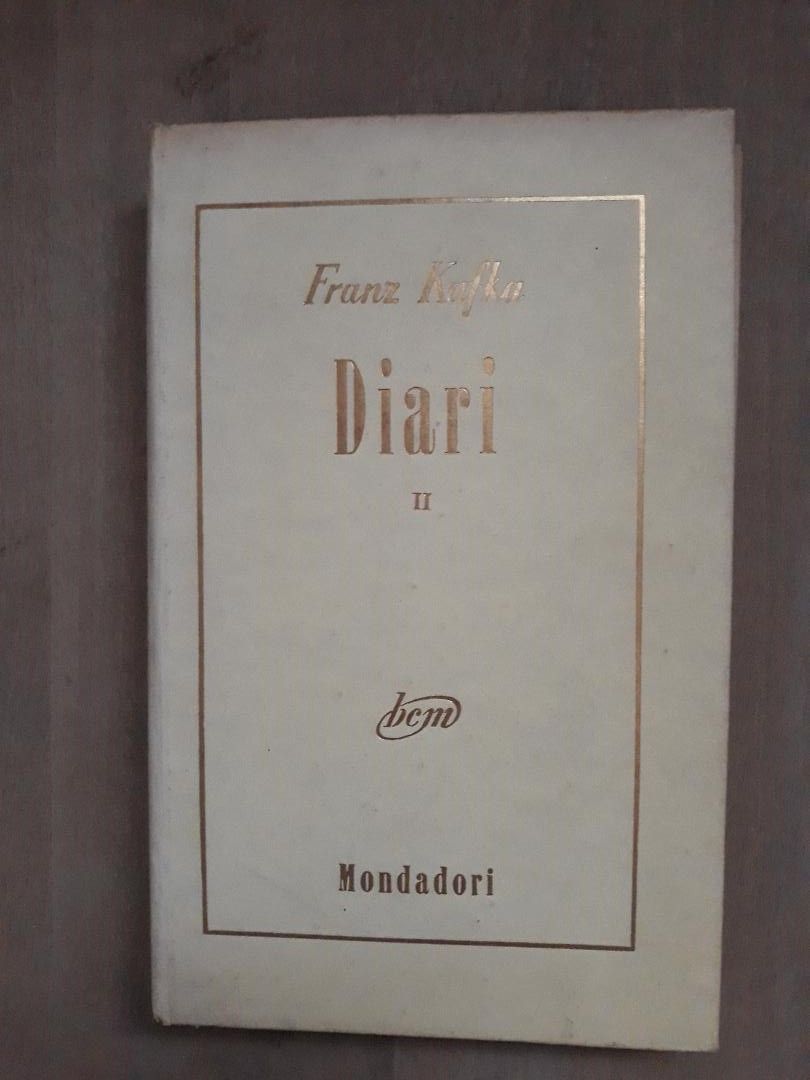 Franz Kafka
Diari
II
bcm
Mondadori